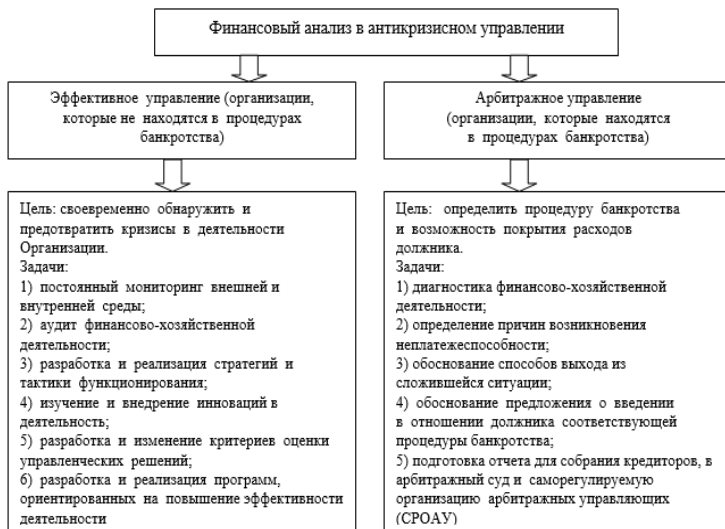 Финансовый анализ в антикризисном управлении
Эффективное управление (организации,
которые не находятся в процедурах
банкротства)
Арбитражное управление
(организации, которые находятся
в процедурах банкротства)
Цель: своевременно обнаружить и
предотвратить кризисы в деятельности
Организации.
Задачи:
1) постоянный мониторинг внешней и
внутренней среды;
2) аудит финансово-хозяйственной
деятельности;
3) разработка и реализация стратегий и
тактики функционирования;
4) изучение и внедрение инноваций в
деятельность;
5) разработка и изменение критериев оценки
управленческих решений;
6) разработка и реализация программ,
ориентированных на повышение эффективности
деятельности
Цель: определить процедуру банкротства
и возможность покрытия расходов
должника.
Задачи:
1) диагностика финансово-хозяйственной
деятельности;
2) определение причин возникновения
неплатежеспособности;
3) обоснование способов выхода из
сложившейся ситуации;
4) обоснование предложения о введении
в отношении должника соответствующей
процедуры банкротства;
5) подготовка отчета для собрания кредиторов, в
арбитражный суд и саморегулируемую
организацию арбитражных управляющих
(СРОАУ)